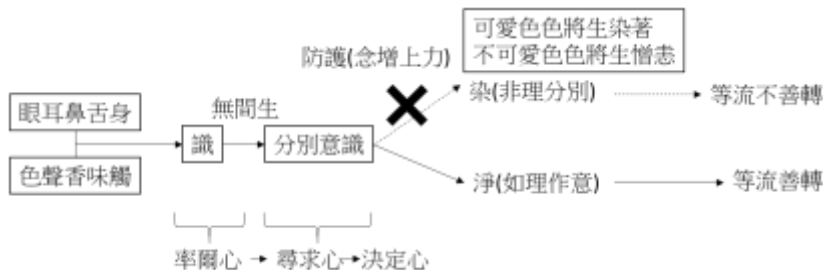 可愛色色將生染著
不可愛色色將生憎恚
防護(念增上力)
染(非理分別)
等流不善轉
眼耳鼻舌身
無間生
識
分別意識
色聲香味觸
淨(如理作意)
等流善轉
率爾心
尋求心
決定心